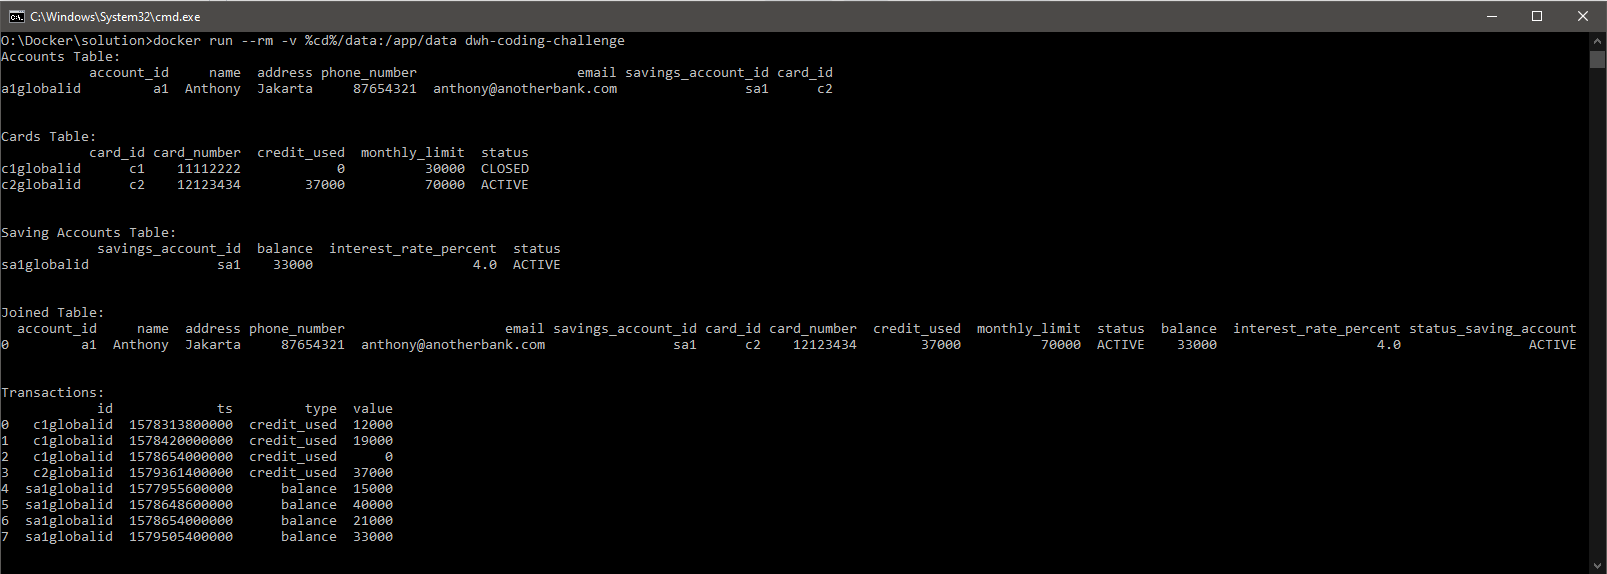 C:\Windows\System32\cmd.exe
O:\Docker\solution>docker run --rm -v %cd%/data:/app/data dwh-coding-challenge
Accounts Table:
account_id name address phone_number email savings_account_id card_id
a1globalid a1 Anthony Jakarta 87654321 anthony@anotherbank.com sa1 c2
Cards Table:
card_id card_number credit_used monthly_limit status
c1globalid c1 11112222 0 30000 CLOSED
c2globalid c2 12123434 37000 70000 ACTIVE
Saving Accounts Table:
savings_account_id balance interest_rate_percent status
sa1globalid sa1 33000 4.0 ACTIVE
Joined Table:
account_id name address phone_number email savings_account_id card_id card_number credit_used monthly_limit status balance interest_rate_percent status_saving_account
0 a1 Anthony Jakarta 87654321 anthony@anotherbank.com sa1 c2 12123434 37000 70000 ACTIVE 33000 4.0 ACTIVE
Transactions:
id ts type value
0 c1globalid 1578313800000 credit_used 12000
1 c1globalid 1578420000000 credit_used 19000
2 c1globalid 1578654000000 credit_used 0
3 c2globalid 1579361400000 credit_used 37000
4 sa1globalid 1577955600000 balance 15000
5 sa1globalid 1578648600000 balance 40000
6 sa1globalid 1578654000000 balance 21000
7 sa1globalid 1579505400000 balance 33000